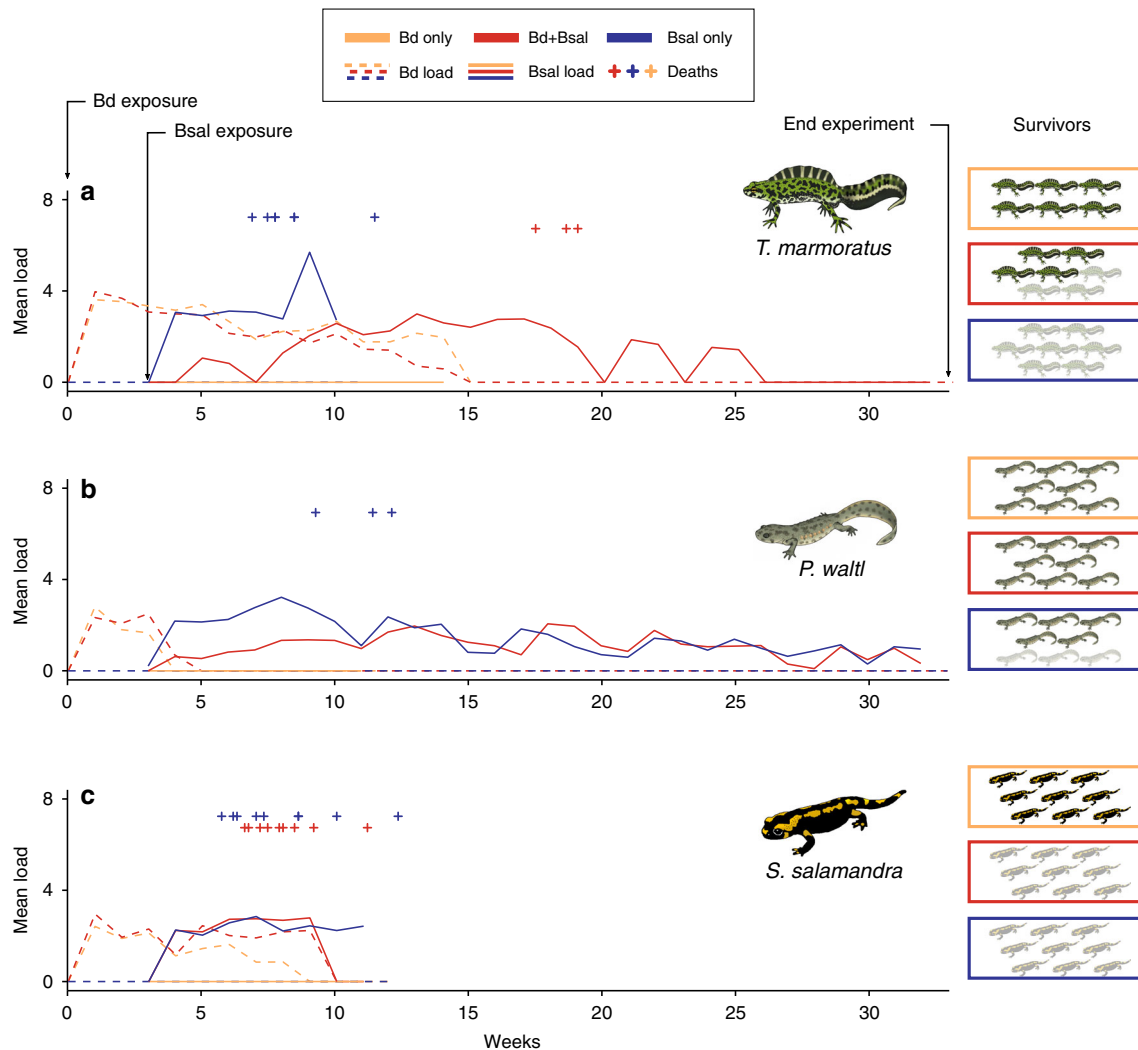 Bd only Bd+Bsal Bsal only
Bd load Bsal load Deaths
Bd exposure
Bsal exposure
End experiment
Survivors
a
8
4
0
Mean load
T. marmoratus
0 5 10 15 20 25 30
b
8
4
0
Mean load
P. waltl
0 5 10 15 20 25 30
c
8
4
0
Mean load
S. salamandra
0 5 10 15 20 25 30
Weeks